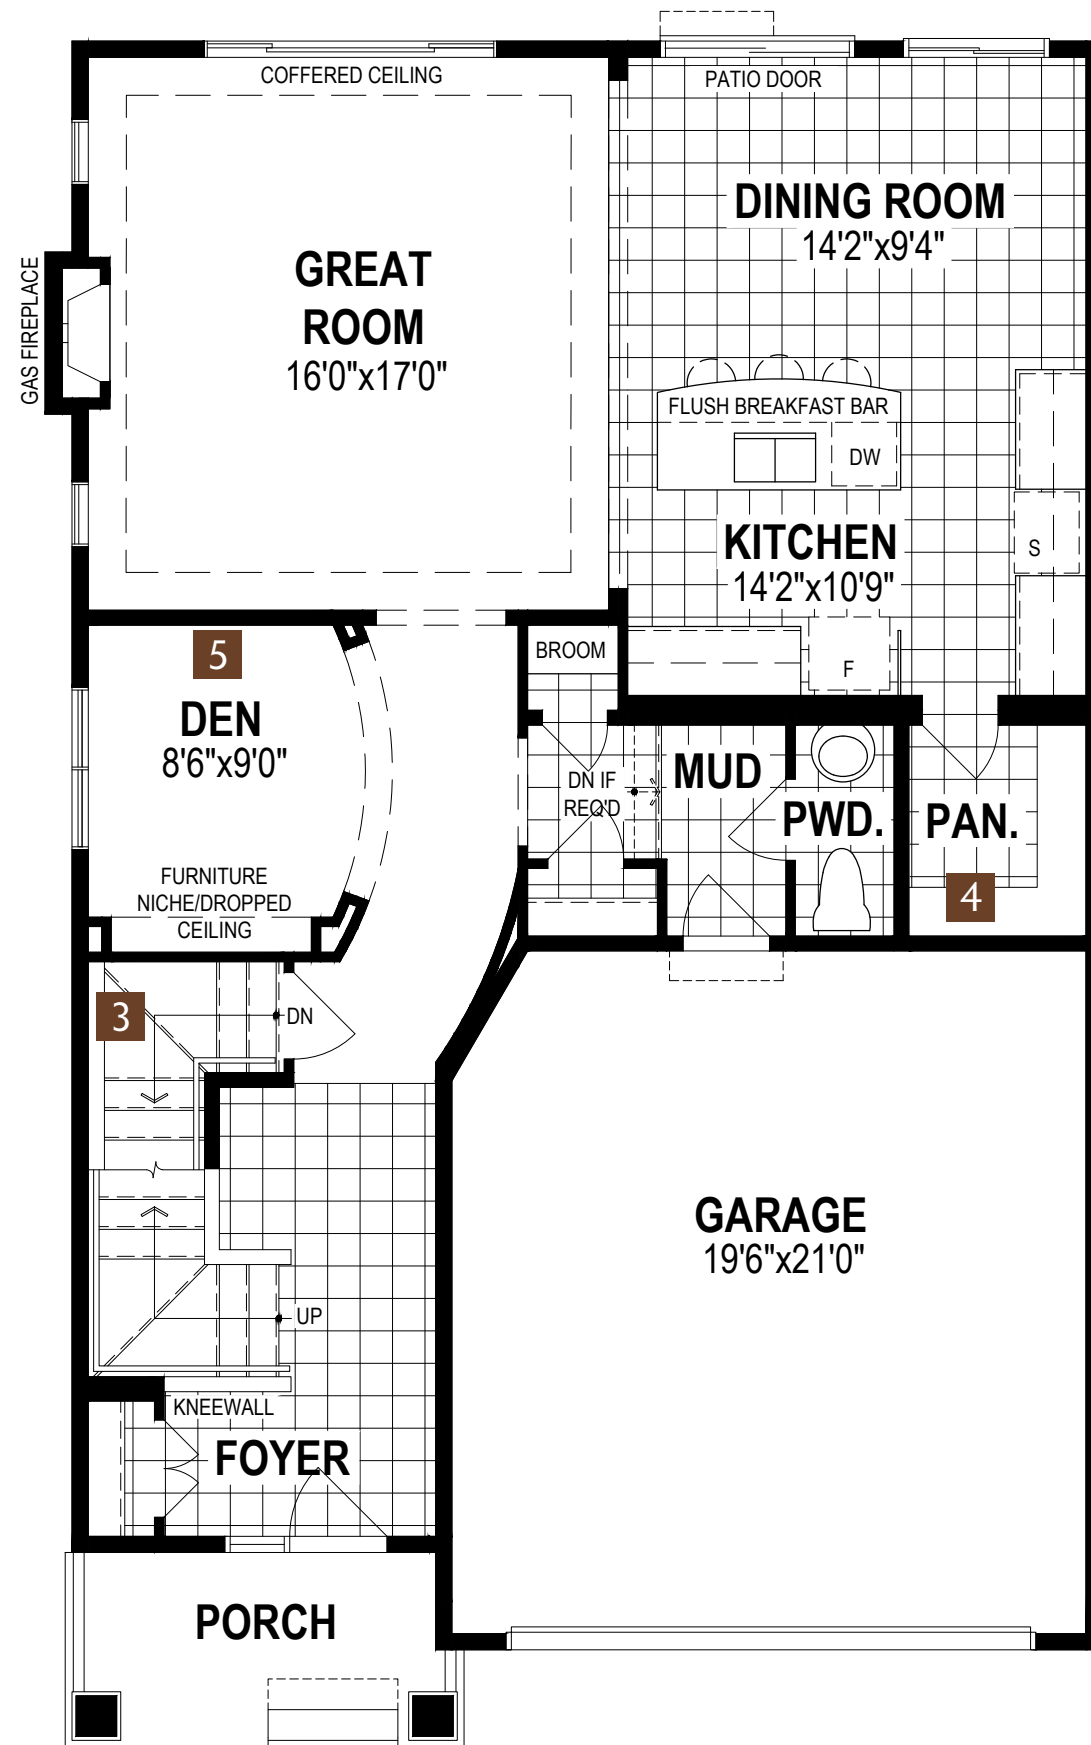 COFFERED CEILING
PATIO DOOR
DINING ROOM
14'2"x9'4"
GREAT
ROOM
16'0"x17'0"
GAS FIREPLACE
FLUSH BREAKFAST BAR
DW
KITCHEN
14'2"x10'9"
S
F
BROOM
5
DEN
8'6"x9'0"
FURNITURE
NICHE/DROPPED
CEILING
DN IF
REQ'D
MUD
PWD.
PAN.
4
3
DN
GARAGE
19'6"x21'0"
UP
KNEEWALL
FOYER
PORCH